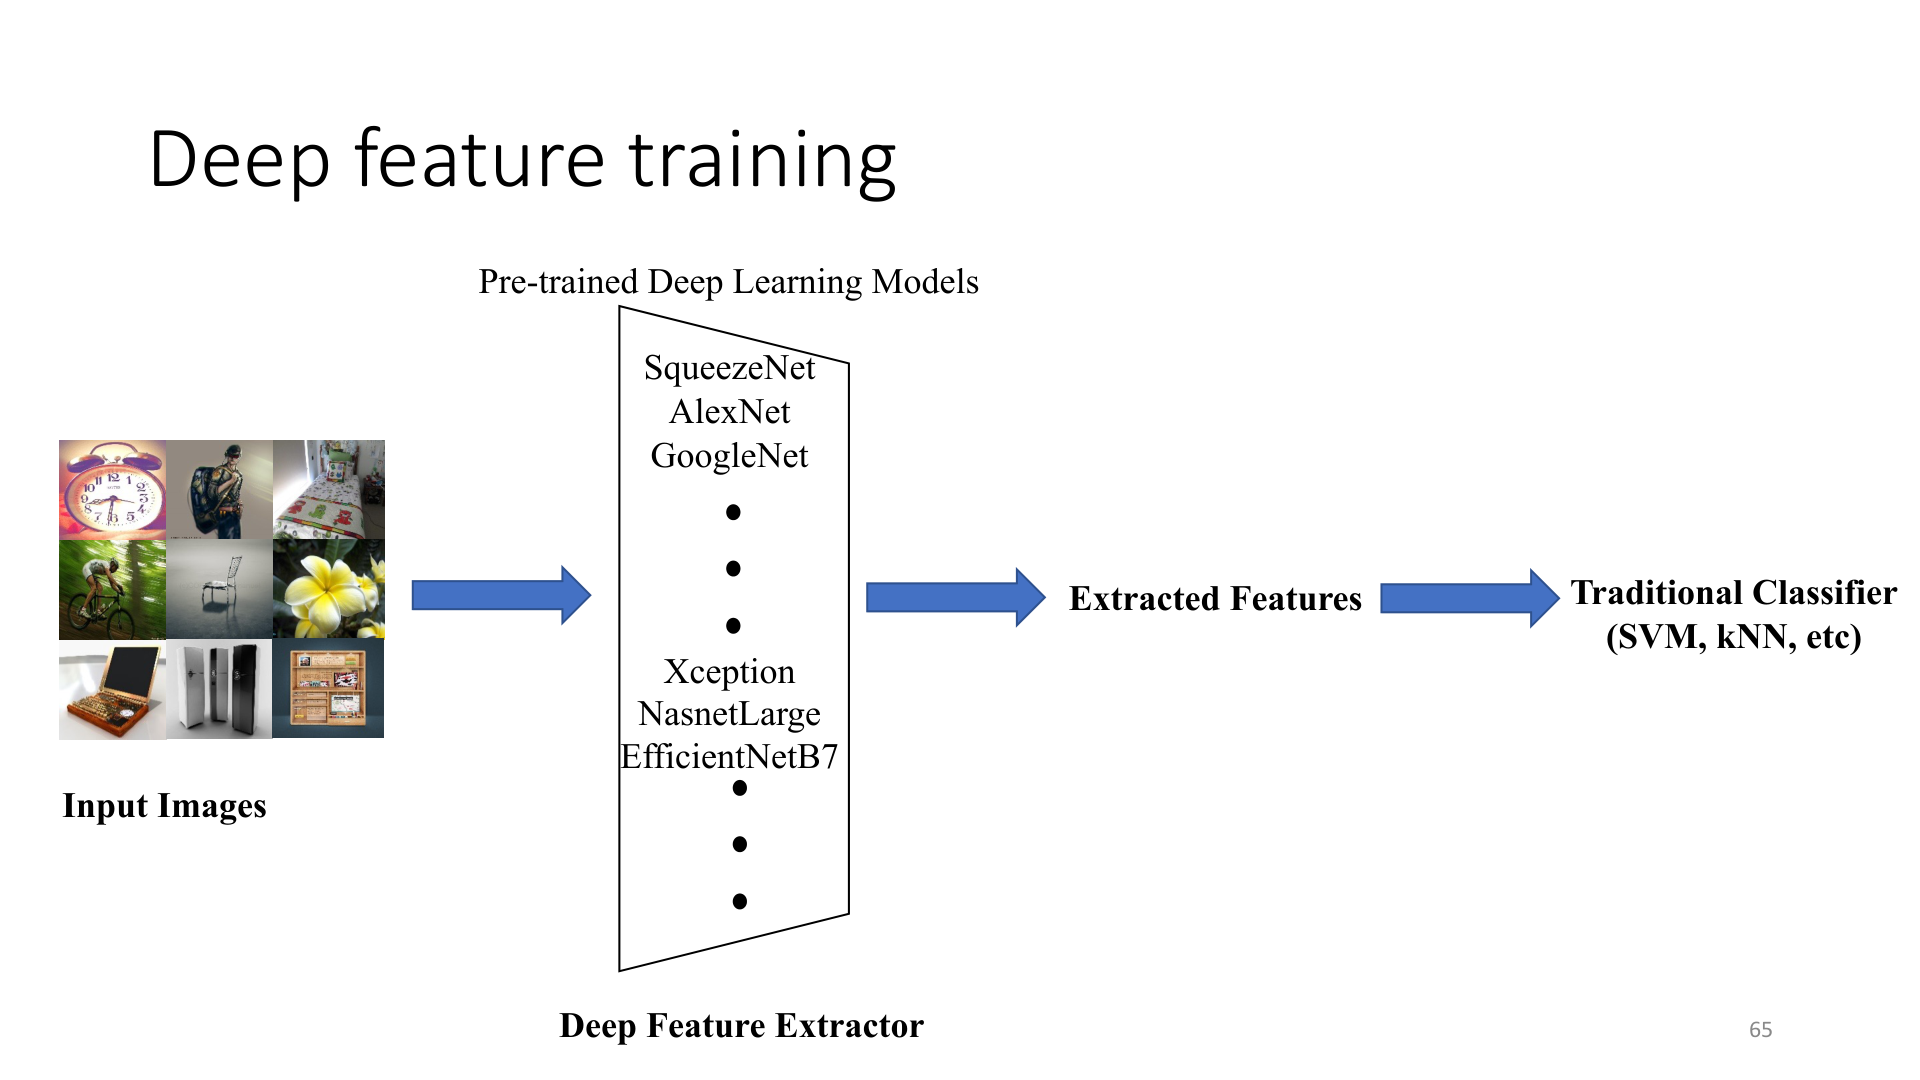 Deep feature training
Pre-trained Deep Learning Models
SqueezeNet
AlexNet
GoogleNet
Xception
NasnetLarge
EfficientNetB7
Input Images
Deep Feature Extractor
Extracted Features
Traditional Classifier
(SVM, kNN, etc)
65